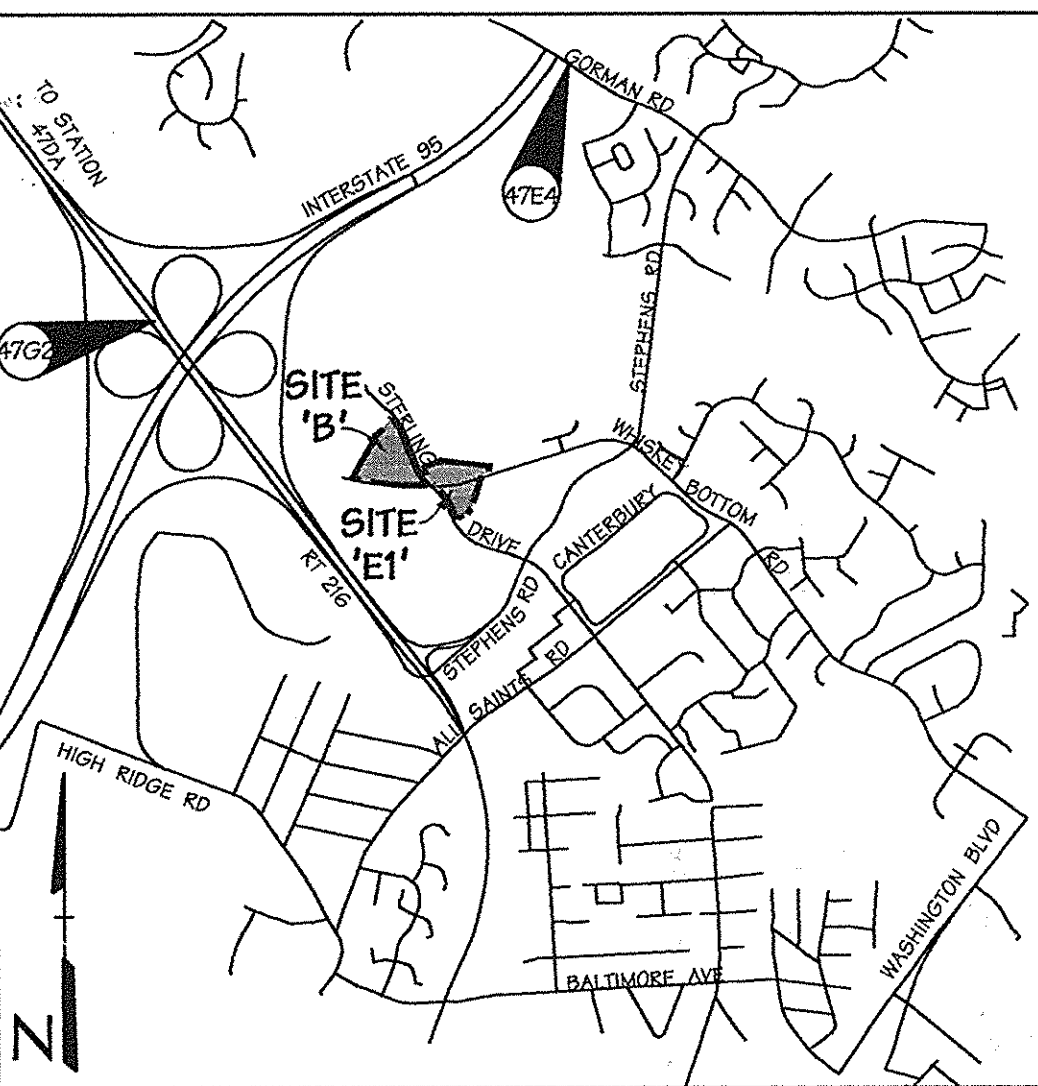 GORMAN RD
TO STATION
47DA
INTERSTATE 95
47E4
STEPHENS RD
47G2
SITE
'B'
STERLING
DRIVE
WHISKEY BOTTOM RD
SITE
'E1'
CANTERBURY
RT 216
STEPHENS RD
ALL SAINTS RD
HIGH RIDGE RD
WASHINGTON BLVD
BALTIMORE AVE
N